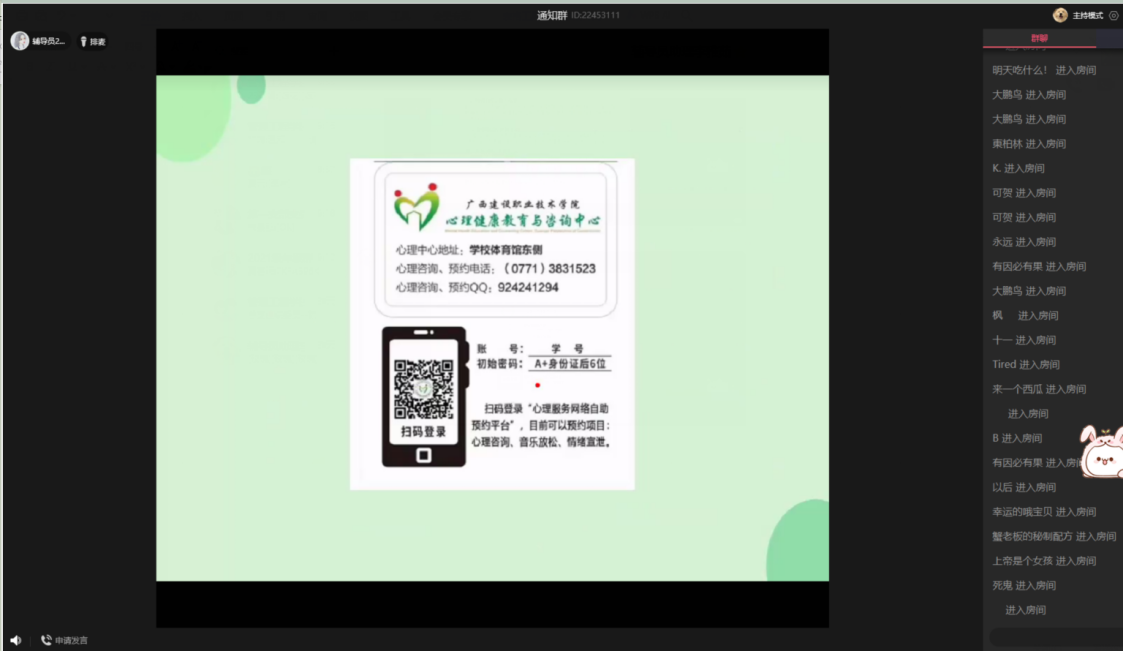 通知群 ID:22453111
主持模式
辅导员2...
排麦
群聊
广西建设职业技术学院
心理健康教育与咨询中心
心理中心地址：学校体育馆东侧
心理咨询、预约电话：（0771）3831523
心理咨询、预约QQ：924241294
账 号： 学 号
初始密码： A+身份证后6位
扫码登录“心理服务网络自助
预约平台”，目前可以预约项目：
心理咨询、音乐放松、情绪宣泄。
扫码登录
明天吃什么！ 进入房间
大鹏鸟 进入房间
大鹏鸟 进入房间
東柏林 进入房间
K. 进入房间
可贺 进入房间
可贺 进入房间
永远 进入房间
有因必有果 进入房间
大鹏鸟 进入房间
枫 进入房间
十一 进入房间
Tired 进入房间
来一个西瓜 进入房间
进入房间
B 进入房间
有因必有果 进入房间
以后 进入房间
幸运的哦宝贝 进入房间
蟹老板的秘制配方 进入房间
上帝是个女孩 进入房间
死鬼 进入房间
进入房间
申请发言